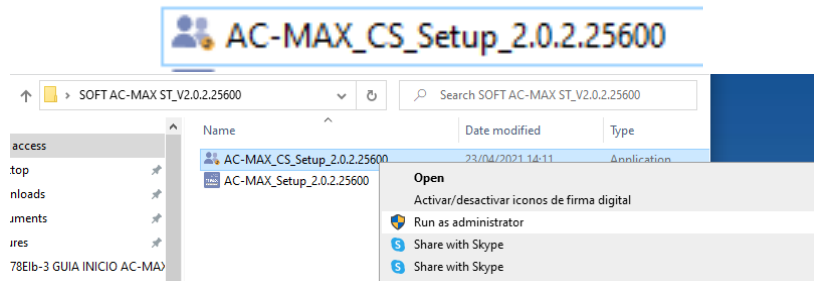 AC-MAX_CS_Setup_2.0.2.25600
SOFT AC-MAX ST_V2.0.2.25600
Search SOFT AC-MAX ST_V2.0.2.25600
Name
Date modified
Type
access
top
AC-MAX_CS_Setup_2.0.2.25600
23/04/2021 14:11
Application
nloads
AC-MAX_Setup_2.0.2.25600
Open
uments
Activar/desactivar iconos de firma digital
ures
Run as administrator
Share with Skype
78EIb-3 GUIA INICIO AC-MAX
Share with Skype